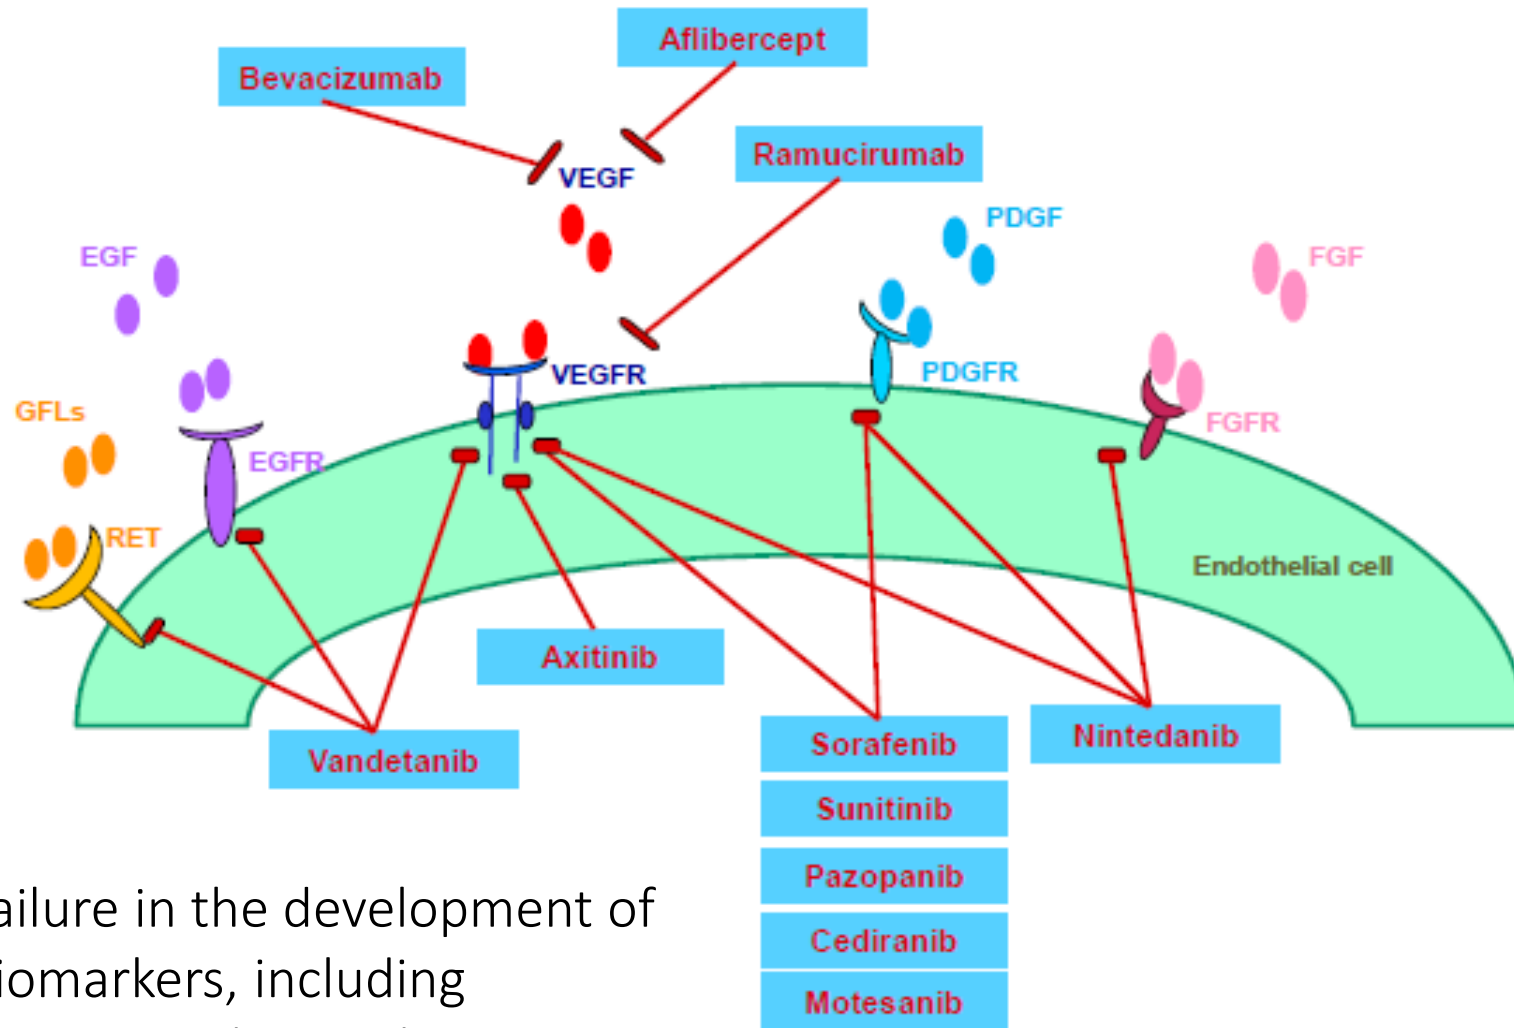 Aflibercept
Bevacizumab
Ramucirumab
VEGF
PDGF
EGF
FGF
VEGFR
PDGFR
GFLs
FGFR
EGFR
RET
Endothelial cell
Axitinib
Vandetanib
Sorafenib
Nintedanib
Sunitinib
Pazopanib
Cediranib
Motesanib
ailure in the development of
iomarkers, including